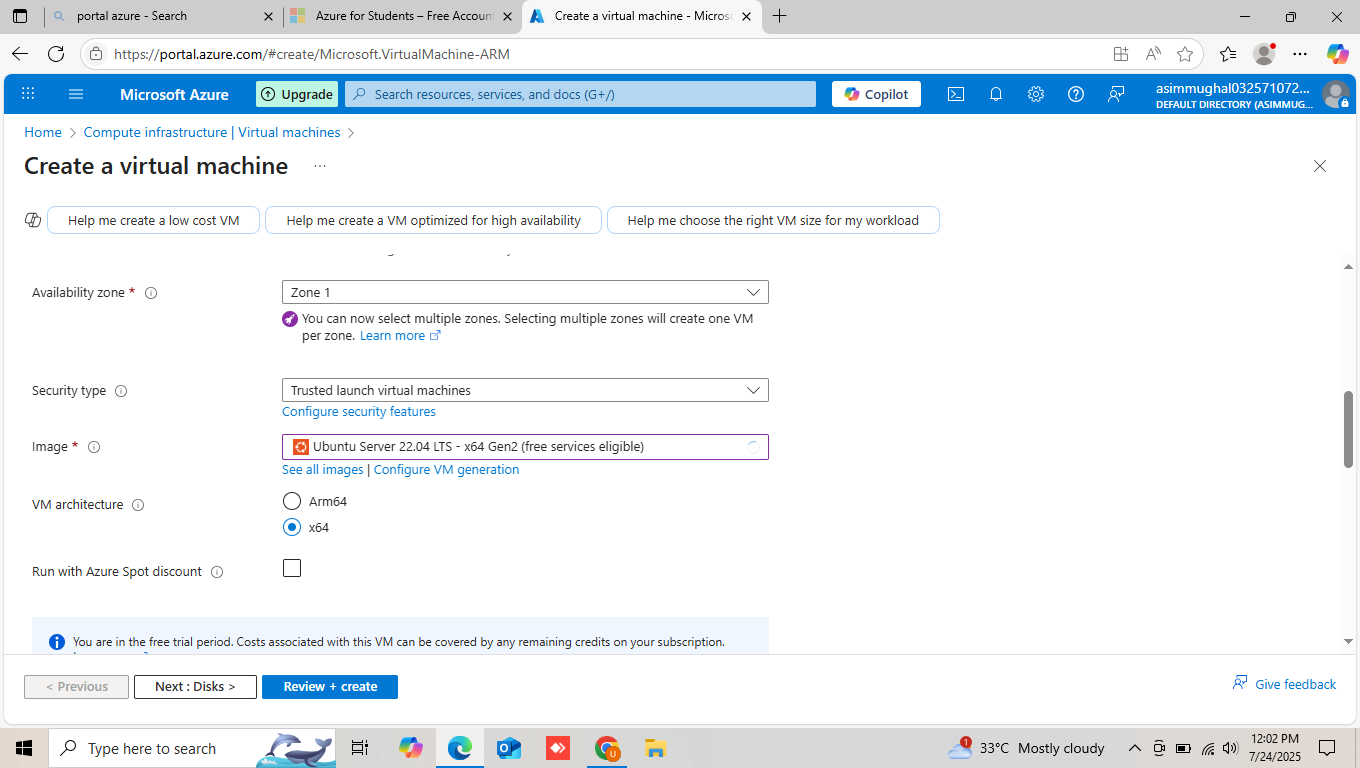 portal azure - Search
Azure for Students – Free Account
Create a virtual machine - Micros
https://portal.azure.com/#create/Microsoft.VirtualMachine-ARM
Microsoft Azure
Upgrade
Search resources, services, and docs (G+/)
Copilot
asimmughal032571072...
DEFAULT DIRECTORY (ASIMMUG...
Home > Compute infrastructure | Virtual machines >
Create a virtual machine ...
Help me create a low cost VM
Help me create a VM optimized for high availability
Help me choose the right VM size for my workload
Availability zone *
Zone 1
You can now select multiple zones. Selecting multiple zones will create one VM
per zone. Learn more
Security type
Trusted launch virtual machines
Configure security features
Image *
Ubuntu Server 22.04 LTS - x64 Gen2 (free services eligible)
See all images | Configure VM generation
VM architecture
Arm64
x64
Run with Azure Spot discount
You are in the free trial period. Costs associated with this VM can be covered by any remaining credits on your subscription.
< Previous
Next : Disks >
Review + create
Give feedback
Type here to search
1
33°C Mostly cloudy
12:02 PM
7/24/2025